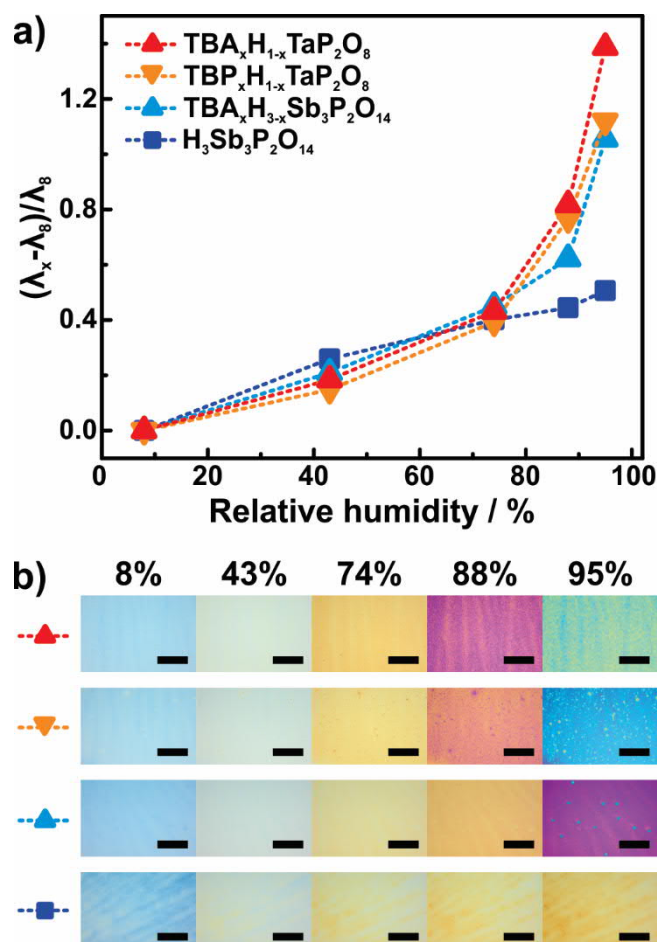 a)
TBAₓH₁₋ₓTaP₂O₈
TBPₓH₁₋ₓTaP₂O₈
TBAₓH₃₋ₓSb₃P₂O₁₄
H₃Sb₃P₂O₁₄
(λₓ-λ₈)/λ₈
1.2
0.8
0.4
0.0
0 20 40 60 80 100
Relative humidity / %
b)
8% 43% 74% 88% 95%